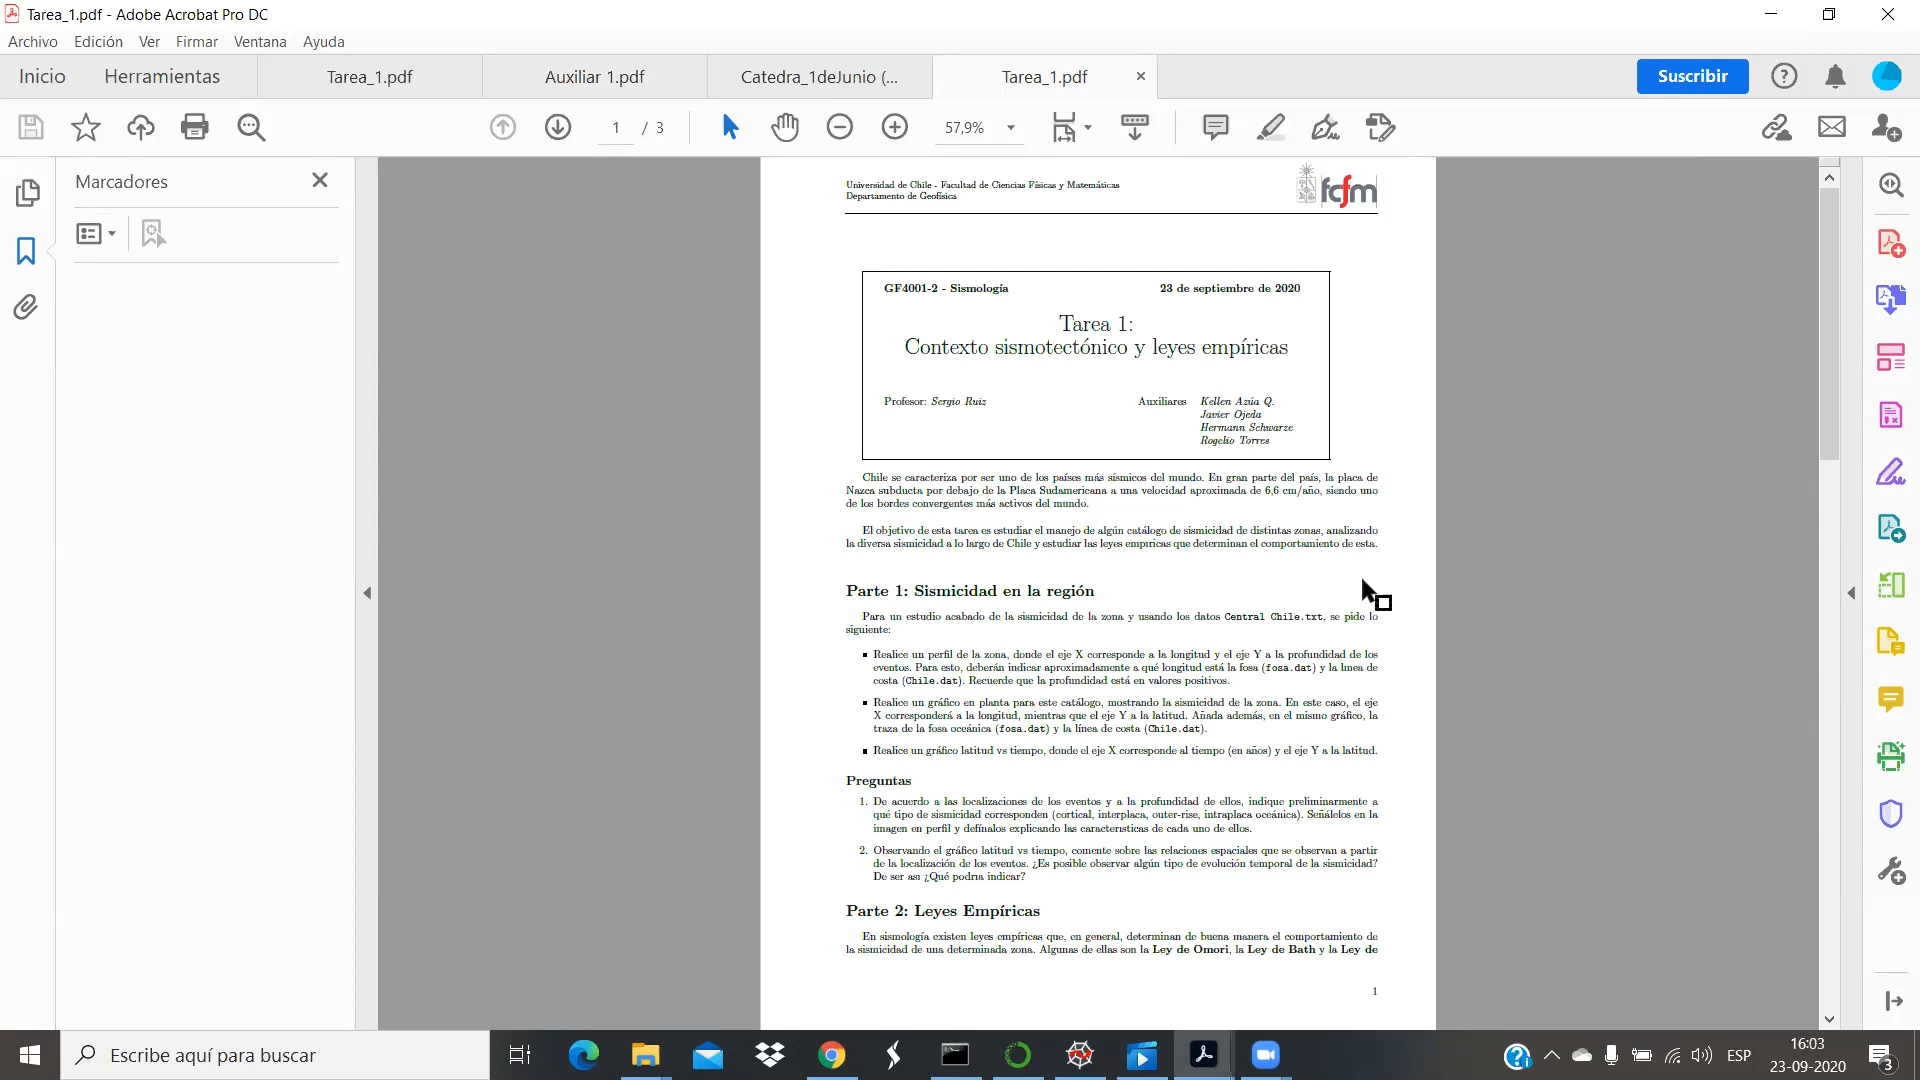 Tarea_1.pdf - Adobe Acrobat Pro DC
Archivo Edición Ver Firmar Ventana Ayuda
Inicio Herramientas Tarea_1.pdf Auxiliar 1.pdf Catedra_1deJunio (... Tarea_1.pdf × Suscribir
1 / 3 57,9%
Marcadores
Universidad de Chile - Facultad de Ciencias Físicas y Matemáticas
Departamento de Geofísica
fcfm
GF4001-2 - Sismología 23 de septiembre de 2020
Tarea 1:
Contexto sismotectónico y leyes empíricas
Profesor: Sergio Ruiz Auxiliares Kellen Azúa Q.
Javier Ojeda
Hermann Schwarze
Rogelio Torres
Chile se caracteriza por ser uno de los países más sísmicos del mundo. En gran parte del país, la placa de
Nazca subducta por debajo de la Placa Sudamericana a una velocidad aproximada de 6,6 cm/año, siendo uno
de los bordes convergentes más activos del mundo.
El objetivo de esta tarea es estudiar el manejo de algún catálogo de sismicidad de distintas zonas, analizando
la diversa sismicidad a lo largo de Chile y estudiar las leyes empíricas que determinan el comportamiento de esta.
Parte 1: Sismicidad en la región
Para un estudio acabado de la sismicidad de la zona y usando los datos Central Chile.txt, se pide lo
siguiente:
▪ Realice un perfil de la zona, donde el eje X corresponde a la longitud y el eje Y a la profundidad de los
eventos. Para esto, deberán indicar aproximadamente a qué longitud está la fosa (fosa.dat) y la línea de
costa (Chile.dat). Recuerde que la profundidad está en valores positivos.
▪ Realice un gráfico en planta para este catálogo, mostrando la sismicidad de la zona. En este caso, el eje
X corresponderá a la longitud, mientras que el eje Y a la latitud. Añada además, en el mismo gráfico, la
traza de la fosa oceánica (fosa.dat) y la línea de costa (Chile.dat).
▪ Realice un gráfico latitud vs tiempo, donde el eje X corresponde al tiempo (en años) y el eje Y a la latitud.
Preguntas
1. De acuerdo a las localizaciones de los eventos y a la profundidad de ellos, indique preliminarmente a
qué tipo de sismicidad corresponden (cortical, interplaca, outer-rise, intraplaca oceánica). Señálelos en la
imagen en perfil y defínalos explicando las características de cada uno de ellos.
2. Observando el gráfico latitud vs tiempo, comente sobre las relaciones espaciales que se observan a partir
de la localización de los eventos. ¿Es posible observar algún tipo de evolución temporal de la sismicidad?
De ser así ¿Qué podría indicar?
Parte 2: Leyes Empíricas
En sismología existen leyes empíricas que, en general, determinan de buena manera el comportamiento de
la sismicidad de una determinada zona. Algunas de ellas son la Ley de Omori, la Ley de Bath y la Ley de
1
Escribe aquí para buscar
ESP
16:03
23-09-2020
3